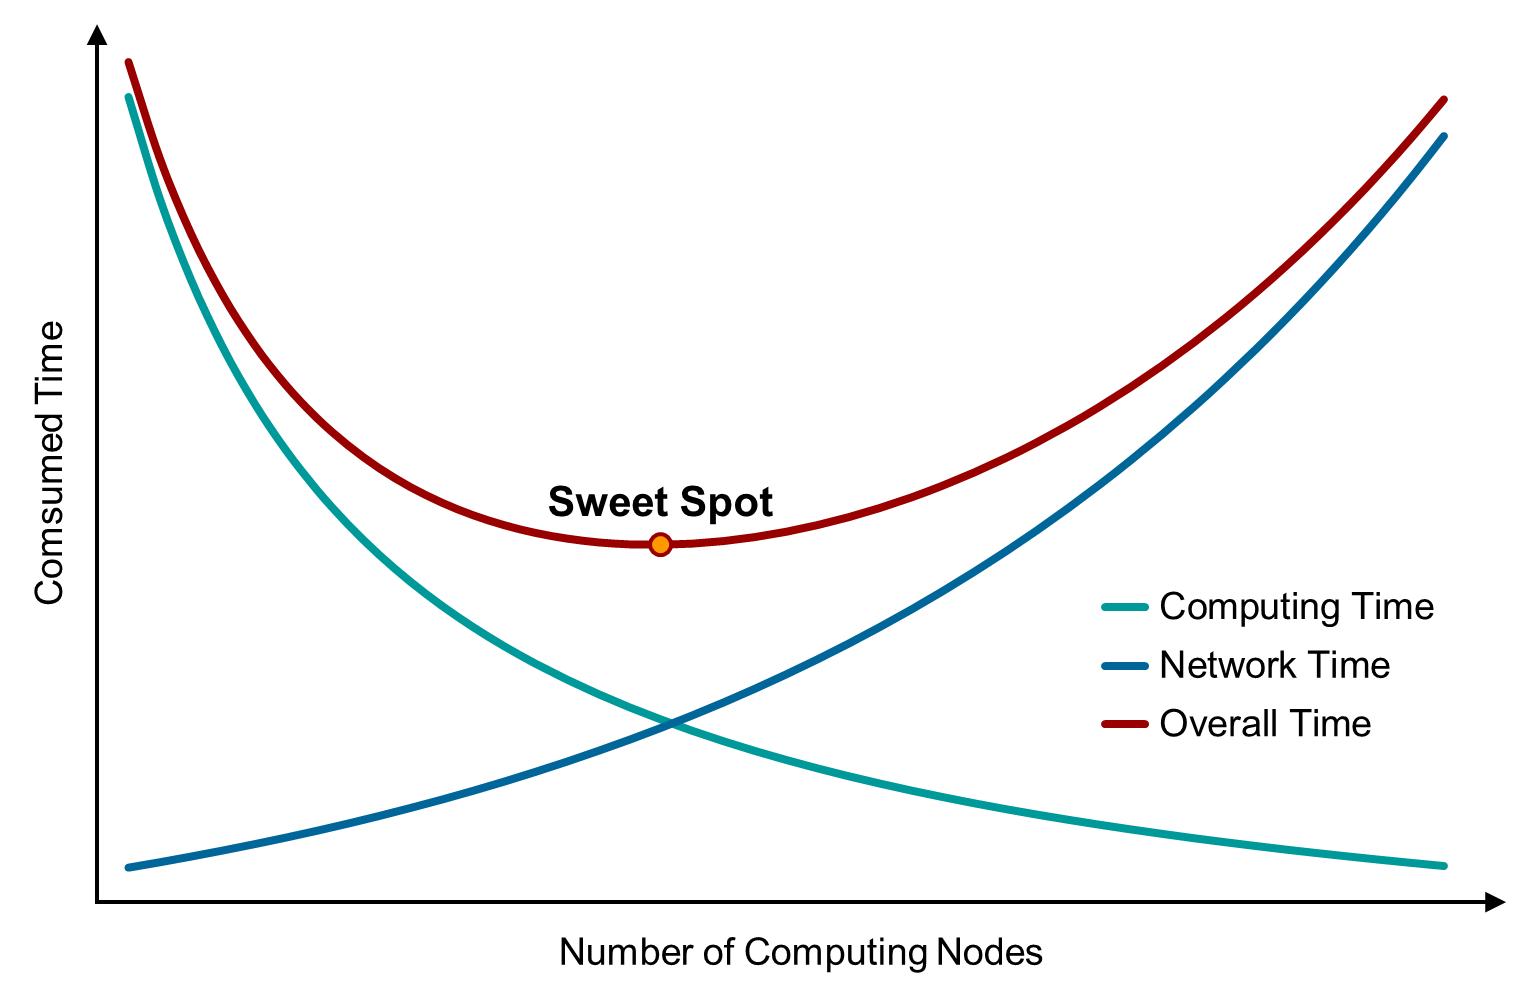 Comsumed Time
Sweet Spot
Computing Time
Network Time
Overall Time
Number of Computing Nodes